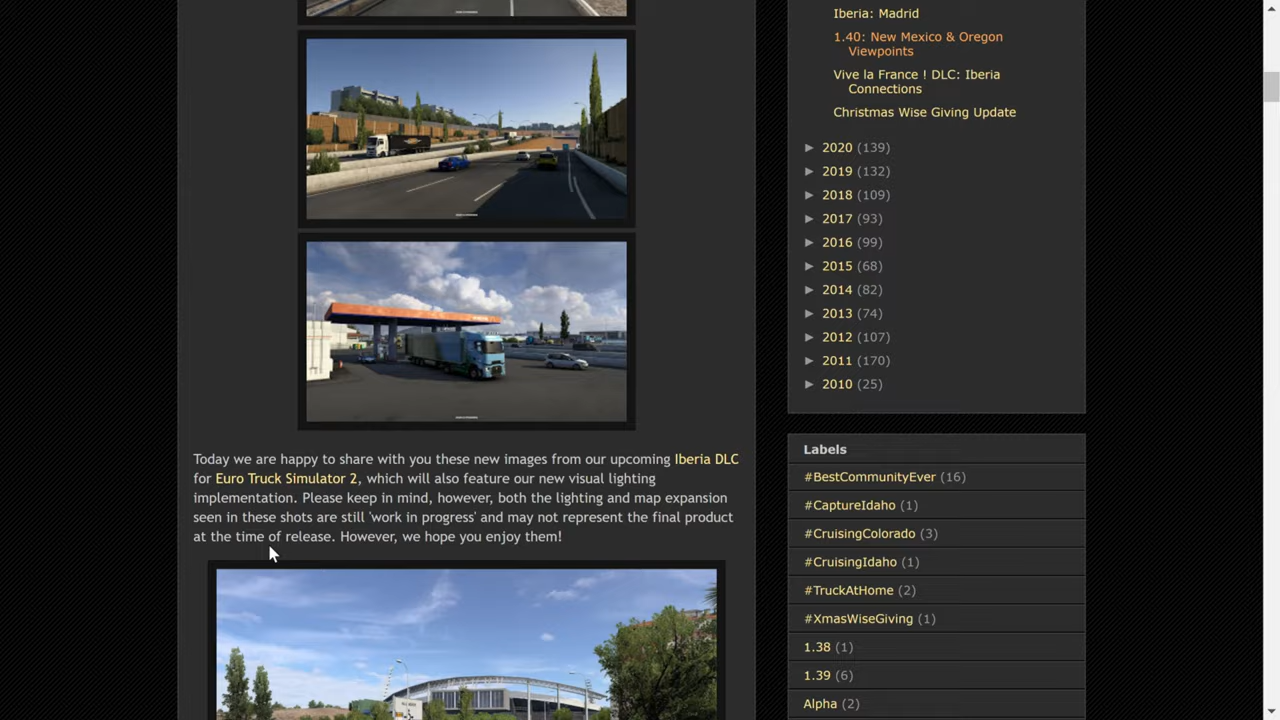 Today we are happy to share with you these new images from our upcoming Iberia DLC
for Euro Truck Simulator 2, which will also feature our new visual lighting
implementation. Please keep in mind, however, both the lighting and map expansion
seen in these shots are still 'work in progress' and may not represent the final product
at the time of release. However, we hope you enjoy them!
Iberia: Madrid
1.40: New Mexico & Oregon
Viewpoints
Vive la France ! DLC: Iberia
Connections
Christmas Wise Giving Update
► 2020 (139)
► 2019 (132)
► 2018 (109)
► 2017 (93)
► 2016 (99)
► 2015 (68)
► 2014 (82)
► 2013 (74)
► 2012 (107)
► 2011 (170)
► 2010 (25)
Labels
#BestCommunityEver (16)
#CaptureIdaho (1)
#CruisingColorado (3)
#CruisingIdaho (1)
#TruckAtHome (2)
#XmasWiseGiving (1)
1.38 (1)
1.39 (6)
Alpha (2)